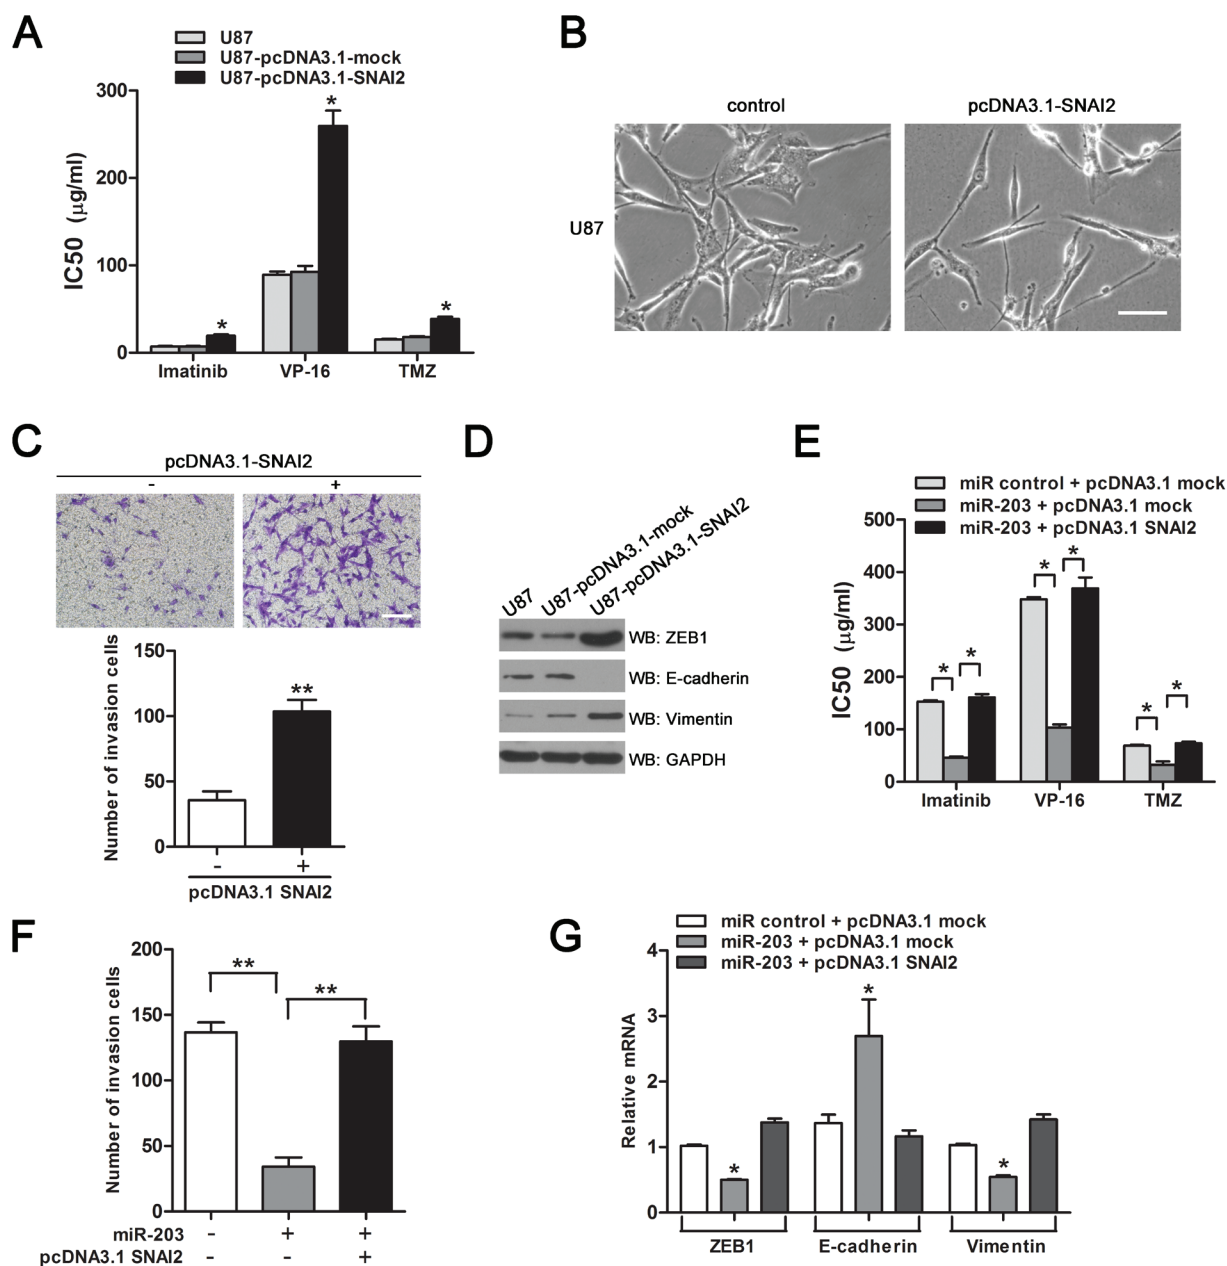 A
U87
U87-pcDNA3.1-mock
U87-pcDNA3.1-SNAI2
300
200
100
0
IC50 (μg/ml)
*
*
*
Imatinib
VP-16
TMZ
B
control
pcDNA3.1-SNAI2
U87
C
pcDNA3.1-SNAI2
-
+
150
100
50
0
Number of invasion cells
**
-
+
pcDNA3.1 SNAI2
D
U87
U87-pcDNA3.1-mock
U87-pcDNA3.1-SNAI2
WB: ZEB1
WB: E-cadherin
WB: Vimentin
WB: GAPDH
E
miR control + pcDNA3.1 mock
miR-203 + pcDNA3.1 mock
miR-203 + pcDNA3.1 SNAI2
500
400
300
200
100
0
IC50 (μg/ml)
* *
* *
* *
Imatinib
VP-16
TMZ
F
200
150
100
50
0
Number of invasion cells
**
**
miR-203 - + +
pcDNA3.1 SNAI2 - - +
G
miR control + pcDNA3.1 mock
miR-203 + pcDNA3.1 mock
miR-203 + pcDNA3.1 SNAI2
4
3
2
1
0
Relative mRNA
*
*
*
ZEB1
E-cadherin
Vimentin